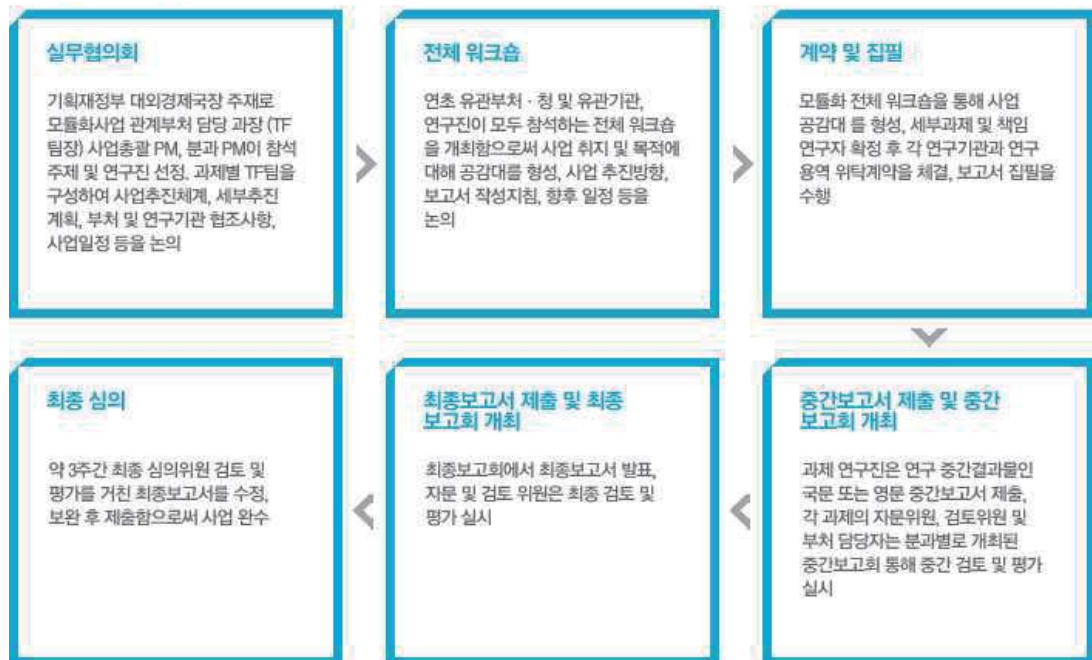 실무협의회
기획재정부 대외경제국장 주재로
모듈화사업 관계부처 담당 과장 (TF
팀장) 사업총괄 PM, 분과 PM이 참석
주제 및 연구진 선정. 과제별 TF팀을
구성하여 사업추진체계, 세부추진
계획, 부처 및 연구기관 협조사항,
사업일정 등을 논의
전체 워크숍
연초 유관부처 · 청 및 유관기관,
연구진이 모두 참석하는 전체 워크숍
을 개최함으로써 사업 취지 및 목적에
대해 공감대를 형성, 사업 추진방향,
보고서 작성지침, 향후 일정 등을
논의
계약 및 집필
모듈화 전체 워크숍을 통해 사업
공감대 를 형성, 세부과제 및 책임
연구자 확정 후 각 연구기관과 연구
용역 위탁계약을 체결, 보고서 집필을
수행
중간보고서 제출 및 중간
보고회 개최
과제 연구진은 연구 중간결과물인
국문 또는 영문 중간보고서 제출,
각 과제의 자문위원, 검토위원 및
부처 담당자는 분과별로 개최된
중간보고회 통해 중간 검토 및 평가
실시
최종보고서 제출 및 최종
보고회 개최
최종보고회에서 최종보고서 발표,
자문 및 검토 위원은 최종 검토 및
평가 실시
최종 심의
약 3주간 최종 심의위원 검토 및
평가를 거친 최종보고서를 수정,
보완 후 제출함으로써 사업 완수